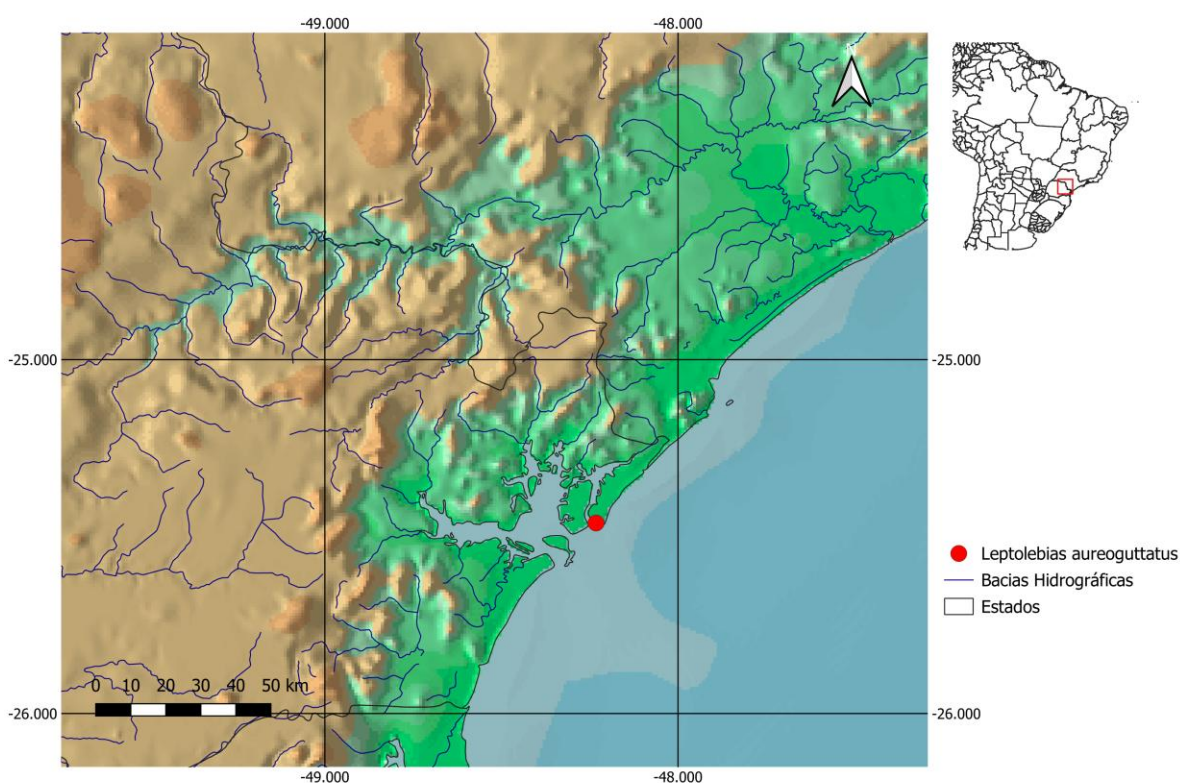 -49.000
-48.000
-25.000
-25.000
Leptolebias aureoguttatus
Bacias Hidrográficas
Estados
0 10 20 30 40 50 km
-26.000
-26.000
-49.000
-48.000